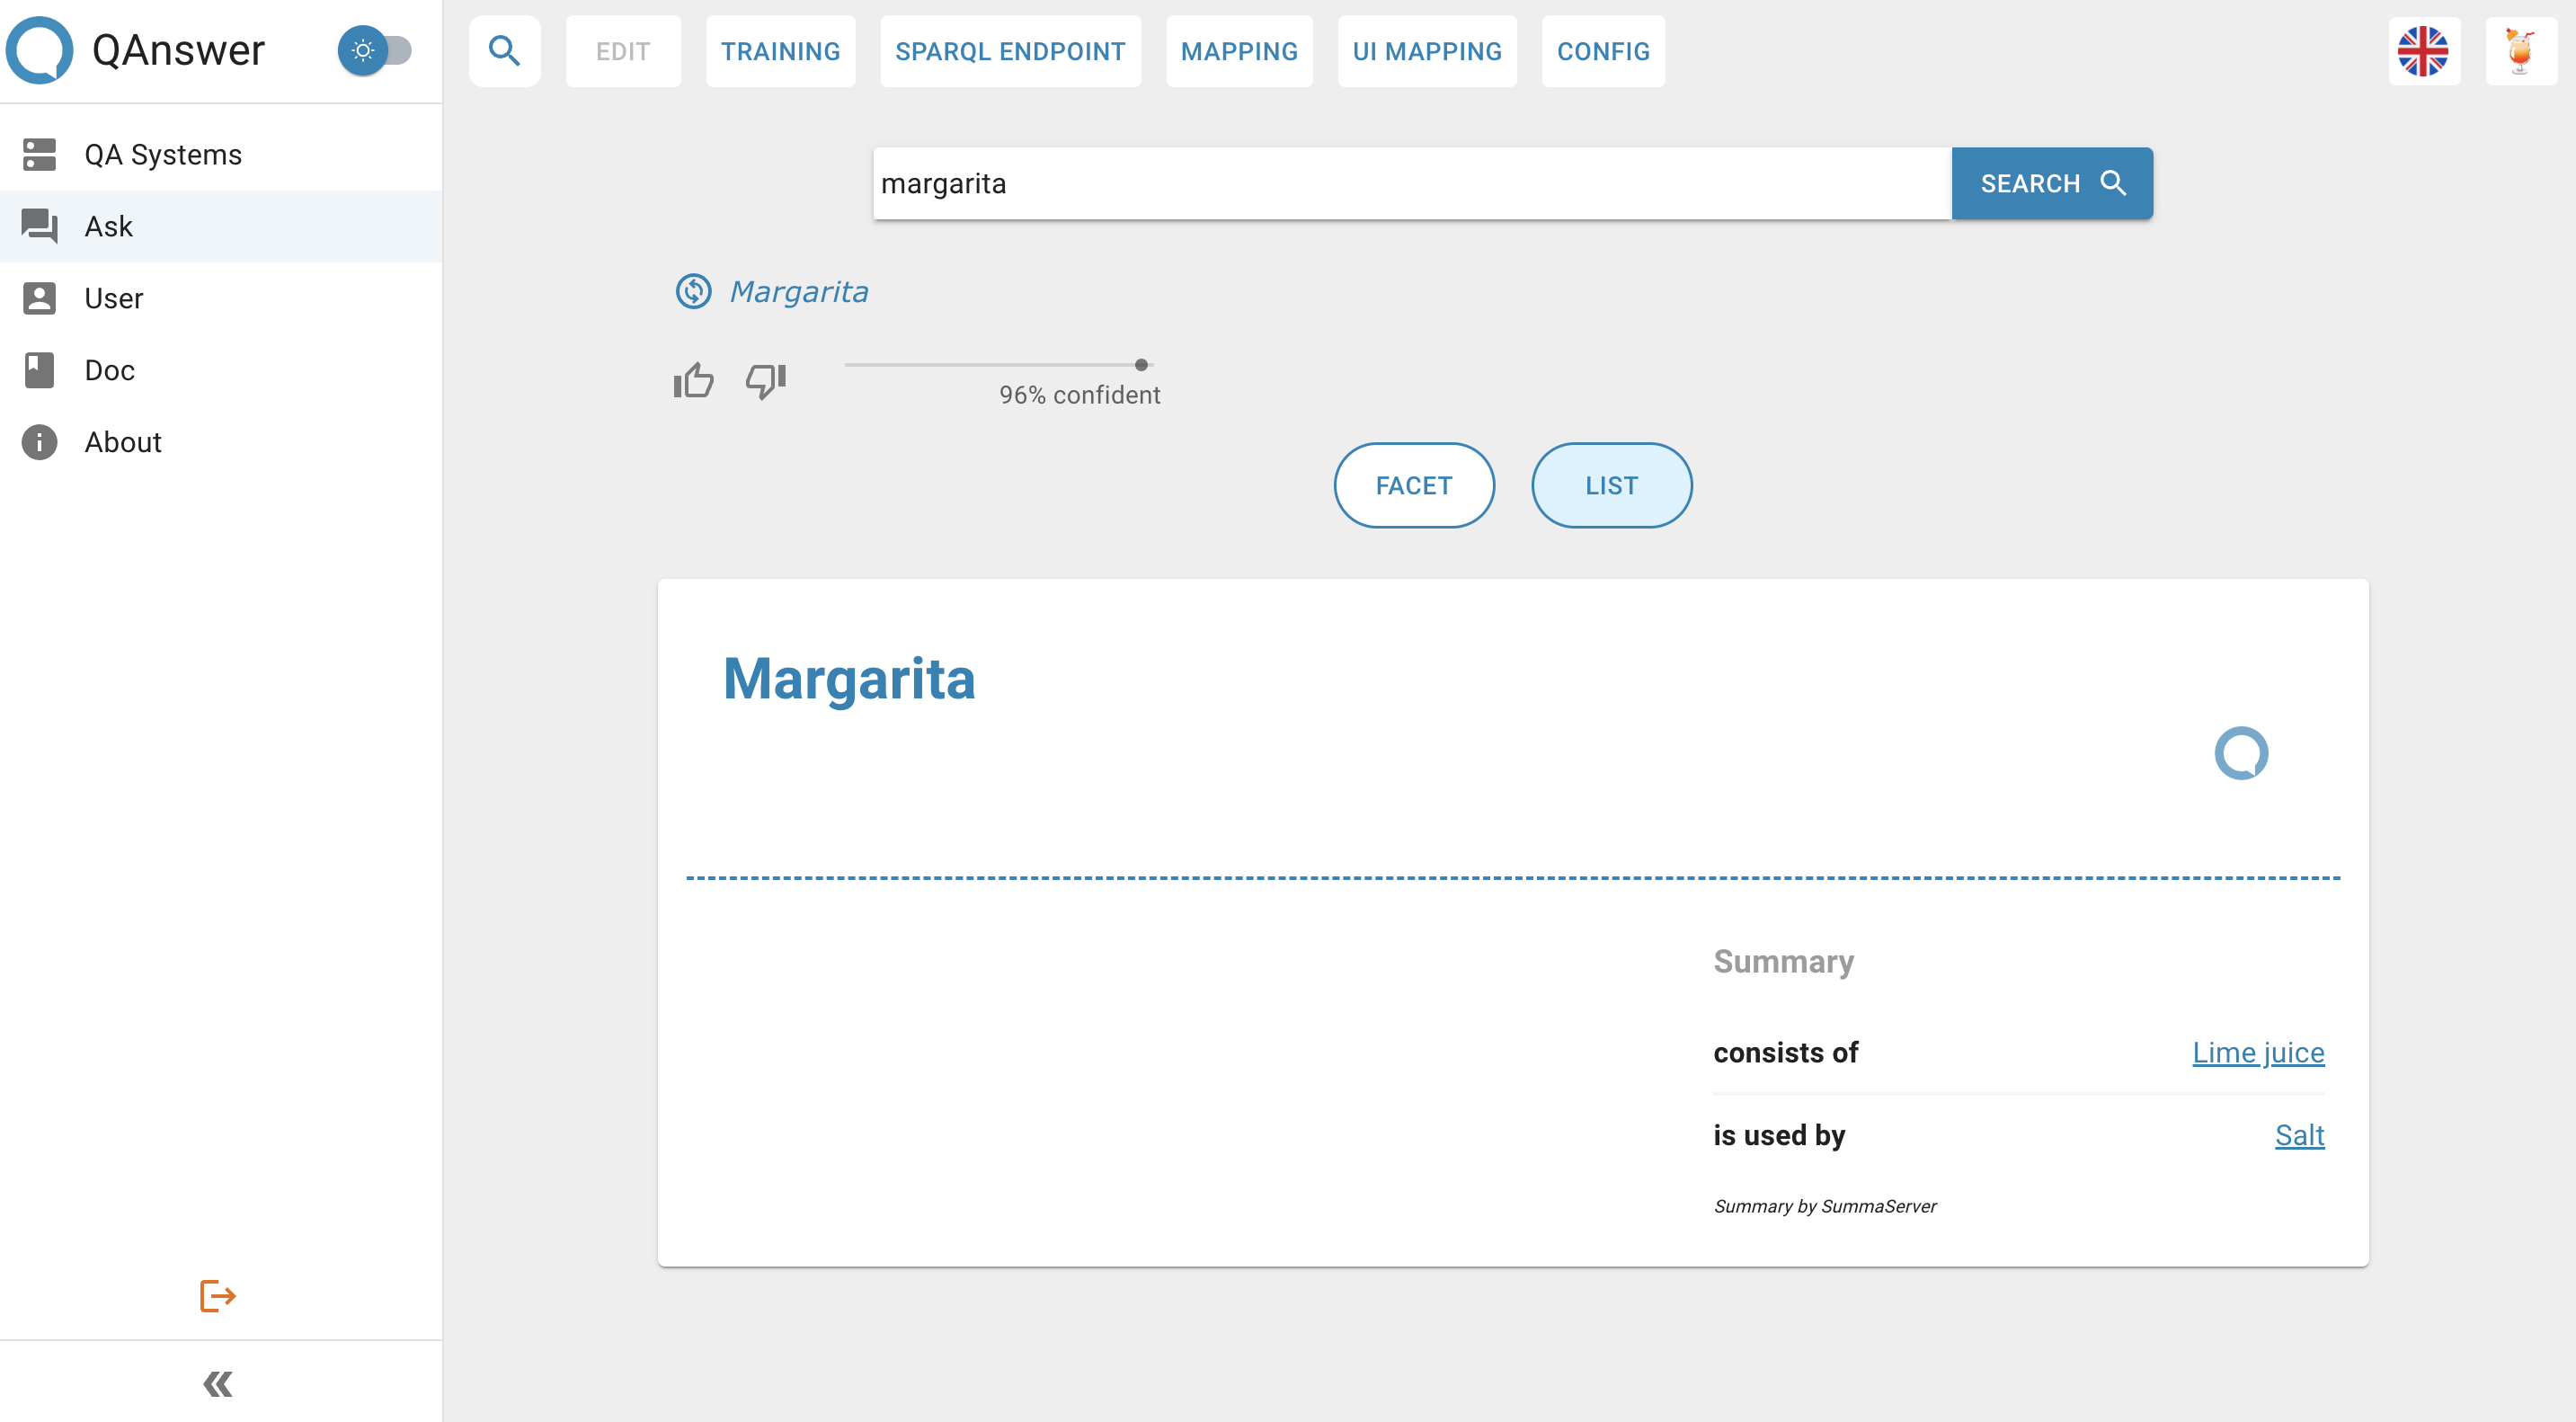 QAnswer
EDIT TRAINING SPARQL ENDPOINT MAPPING UI MAPPING CONFIG
QA Systems
Ask
User
Doc
About
margarita SEARCH
Margarita
96% confident
FACET LIST
Margarita
Summary
consists of Lime juice
is used by Salt
Summary by SummaServer